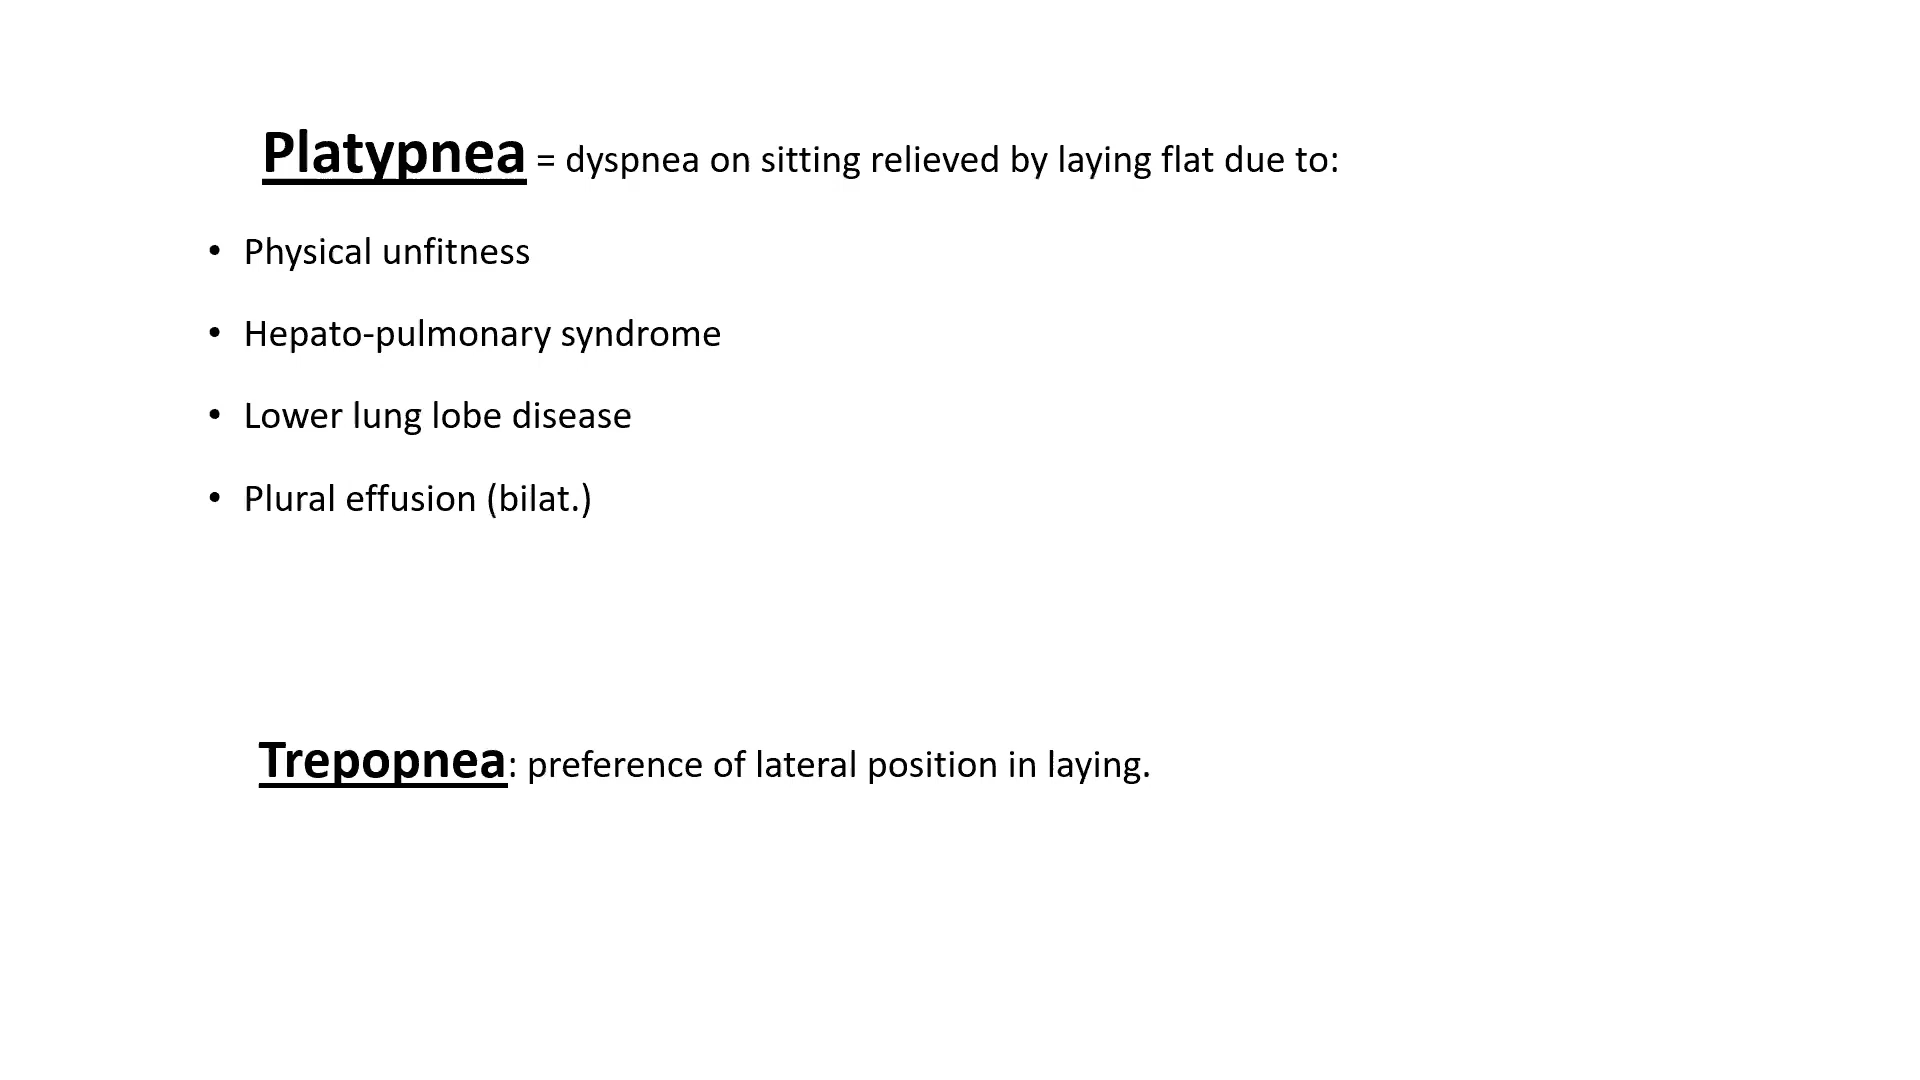 Platypnea = dyspnea on sitting relieved by laying flat due to:
• Physical unfitness
• Hepato-pulmonary syndrome
• Lower lung lobe disease
• Plural effusion (bilat.)
Trepopnea: preference of lateral position in laying.